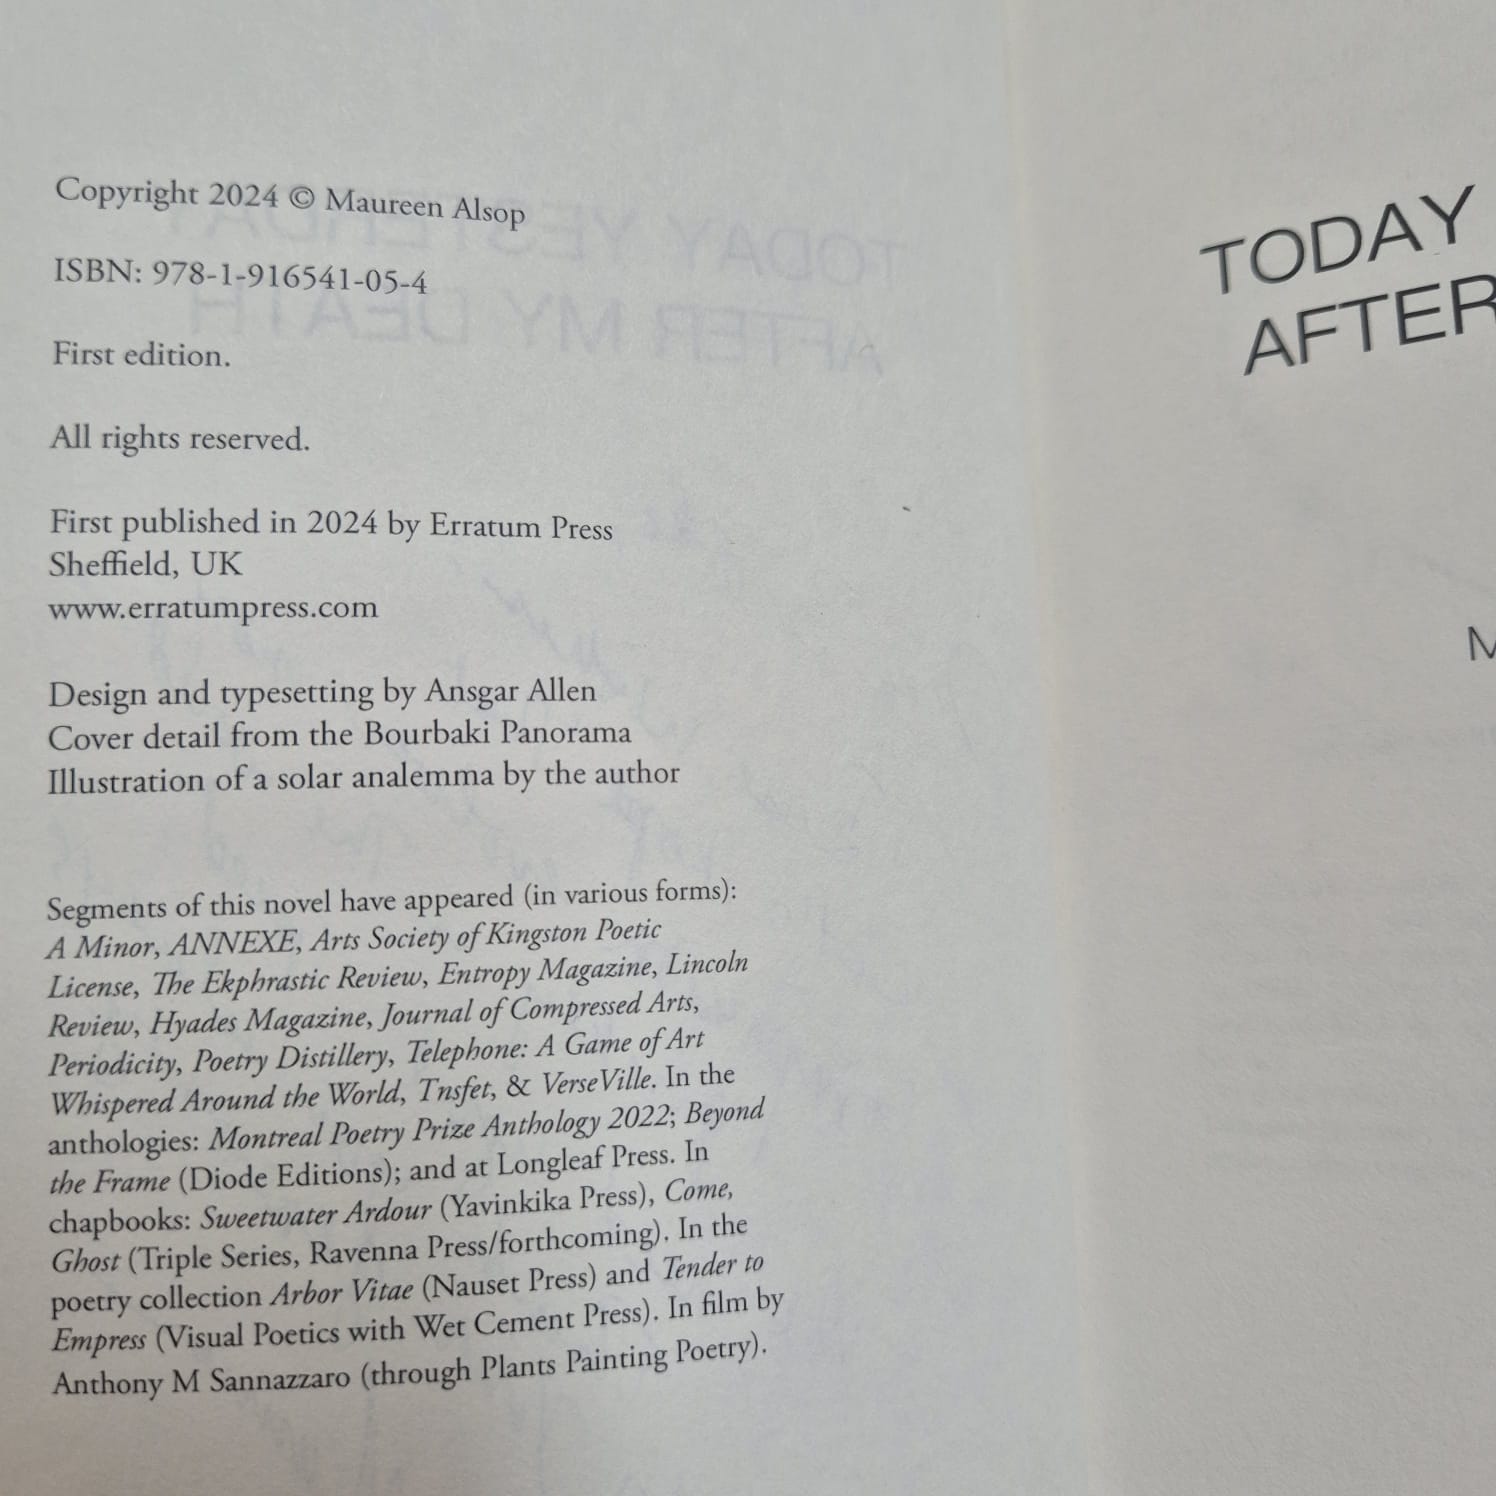 Copyright 2024 © Maureen Alsop
ISBN: 978-1-916541-05-4
First edition.
All rights reserved.
First published in 2024 by Erratum Press
Sheffield, UK
www.erratumpress.com
Design and typesetting by Ansgar Allen
Cover detail from the Bourbaki Panorama
Illustration of a solar analemma by the author
Segments of this novel have appeared (in various forms):
A Minor, ANNEXE, Arts Society of Kingston Poetic
License, The Ekphrastic Review, Entropy Magazine, Lincoln
Review, Hyades Magazine, Journal of Compressed Arts,
Periodicity, Poetry Distillery, Telephone: A Game of Art
Whispered Around the World, Tnsfet, & VerseVille. In the
anthologies: Montreal Poetry Prize Anthology 2022; Beyond
the Frame (Diode Editions); and at Longleaf Press. In
chapbooks: Sweetwater Ardour (Yavinkika Press), Come,
Ghost (Triple Series, Ravenna Press/forthcoming). In the
poetry collection Arbor Vitae (Nauset Press) and Tender to
Empress (Visual Poetics with Wet Cement Press). In film by
Anthony M Sannazzaro (through Plants Painting Poetry).
TODAY
AFTER